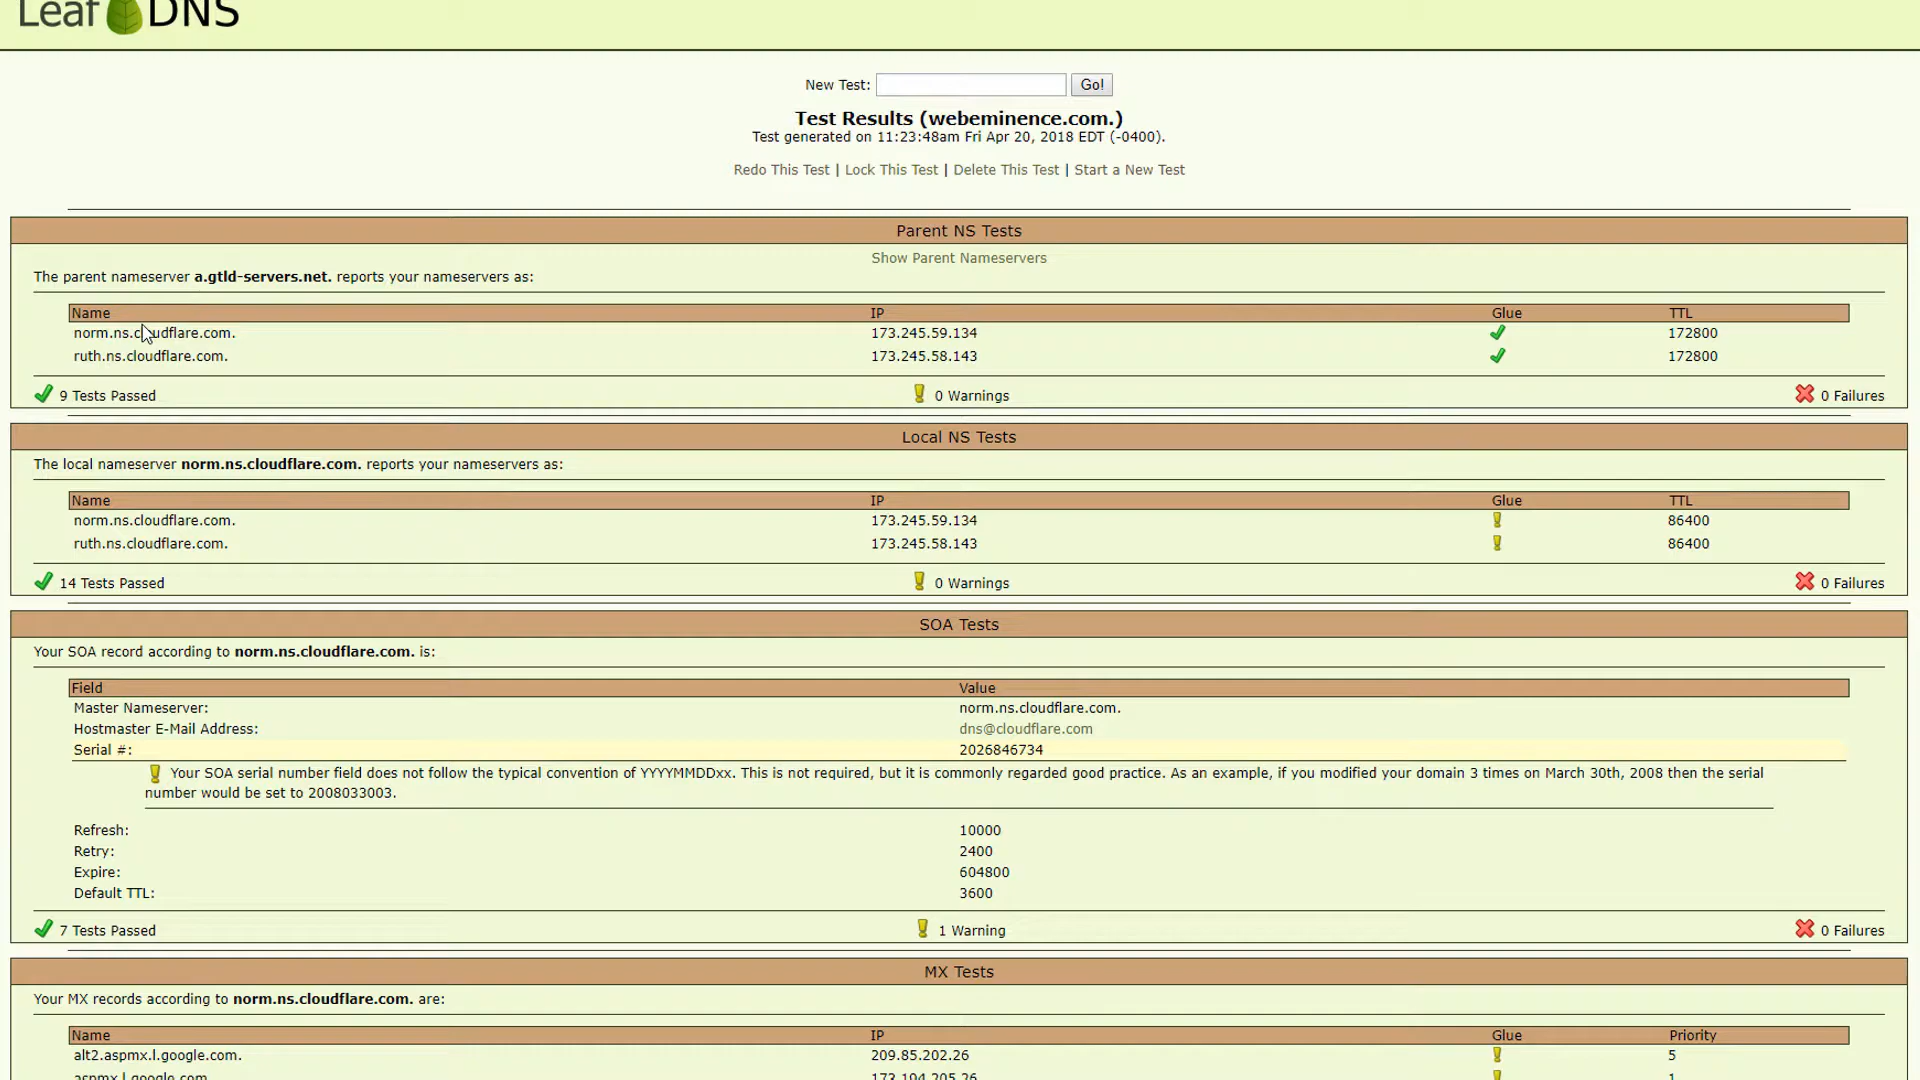 Leaf DNS
New Test: Go!
Test Results (webeminence.com.)
Test generated on 11:23:48am Fri Apr 20, 2018 EDT (-0400).
Redo This Test | Lock This Test | Delete This Test | Start a New Test
Parent NS Tests
Show Parent Nameservers
The parent nameserver a.gtld-servers.net. reports your nameservers as:
Name IP Glue TTL
norm.ns.cloudflare.com. 173.245.59.134 172800
ruth.ns.cloudflare.com. 173.245.58.143 172800
9 Tests Passed 0 Warnings 0 Failures
Local NS Tests
The local nameserver norm.ns.cloudflare.com. reports your nameservers as:
Name IP Glue TTL
norm.ns.cloudflare.com. 173.245.59.134 86400
ruth.ns.cloudflare.com. 173.245.58.143 86400
14 Tests Passed 0 Warnings 0 Failures
SOA Tests
Your SOA record according to norm.ns.cloudflare.com. is:
Field Value
Master Nameserver: norm.ns.cloudflare.com.
Hostmaster E-Mail Address: dns@cloudflare.com
Serial #: 2026846734
Your SOA serial number field does not follow the typical convention of YYYYMMDDxx. This is not required, but it is commonly regarded good practice. As an example, if you modified your domain 3 times on March 30th, 2008 then the serial
number would be set to 2008033003.
Refresh: 10000
Retry: 2400
Expire: 604800
Default TTL: 3600
7 Tests Passed 1 Warning 0 Failures
MX Tests
Your MX records according to norm.ns.cloudflare.com. are:
Name IP Glue Priority
alt2.aspmx.l.google.com. 209.85.202.26 5
aspmx.l.google.com. 173.194.205.26 1